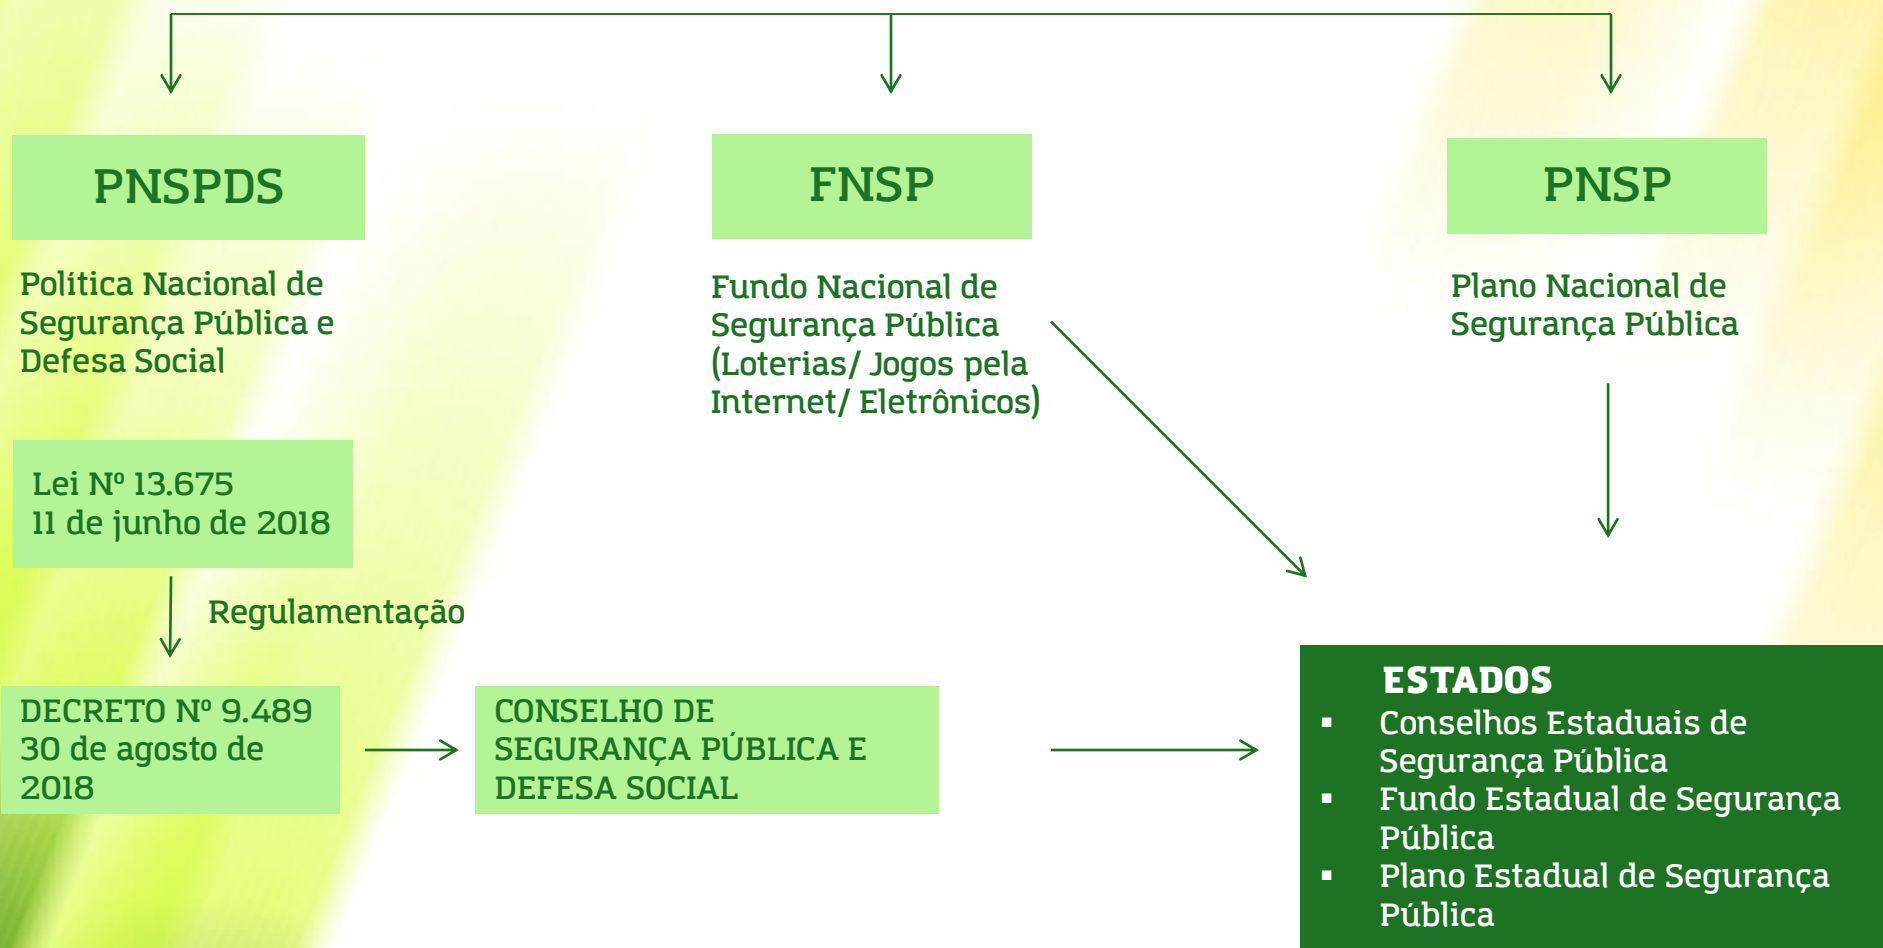 PNSPDS
Política Nacional de
Segurança Pública e
Defesa Social
Lei Nº 13.675
11 de junho de 2018
Regulamentação
DECRETO Nº 9.489
30 de agosto de
2018
CONSELHO DE
SEGURANÇA PÚBLICA E
DEFESA SOCIAL
FNSP
Fundo Nacional de
Segurança Pública
(Loterias/ Jogos pela
Internet/ Eletrônicos)
PNSP
Plano Nacional de
Segurança Pública
ESTADOS
▪ Conselhos Estaduais de
Segurança Pública
▪ Fundo Estadual de Segurança
Pública
▪ Plano Estadual de Segurança
Pública